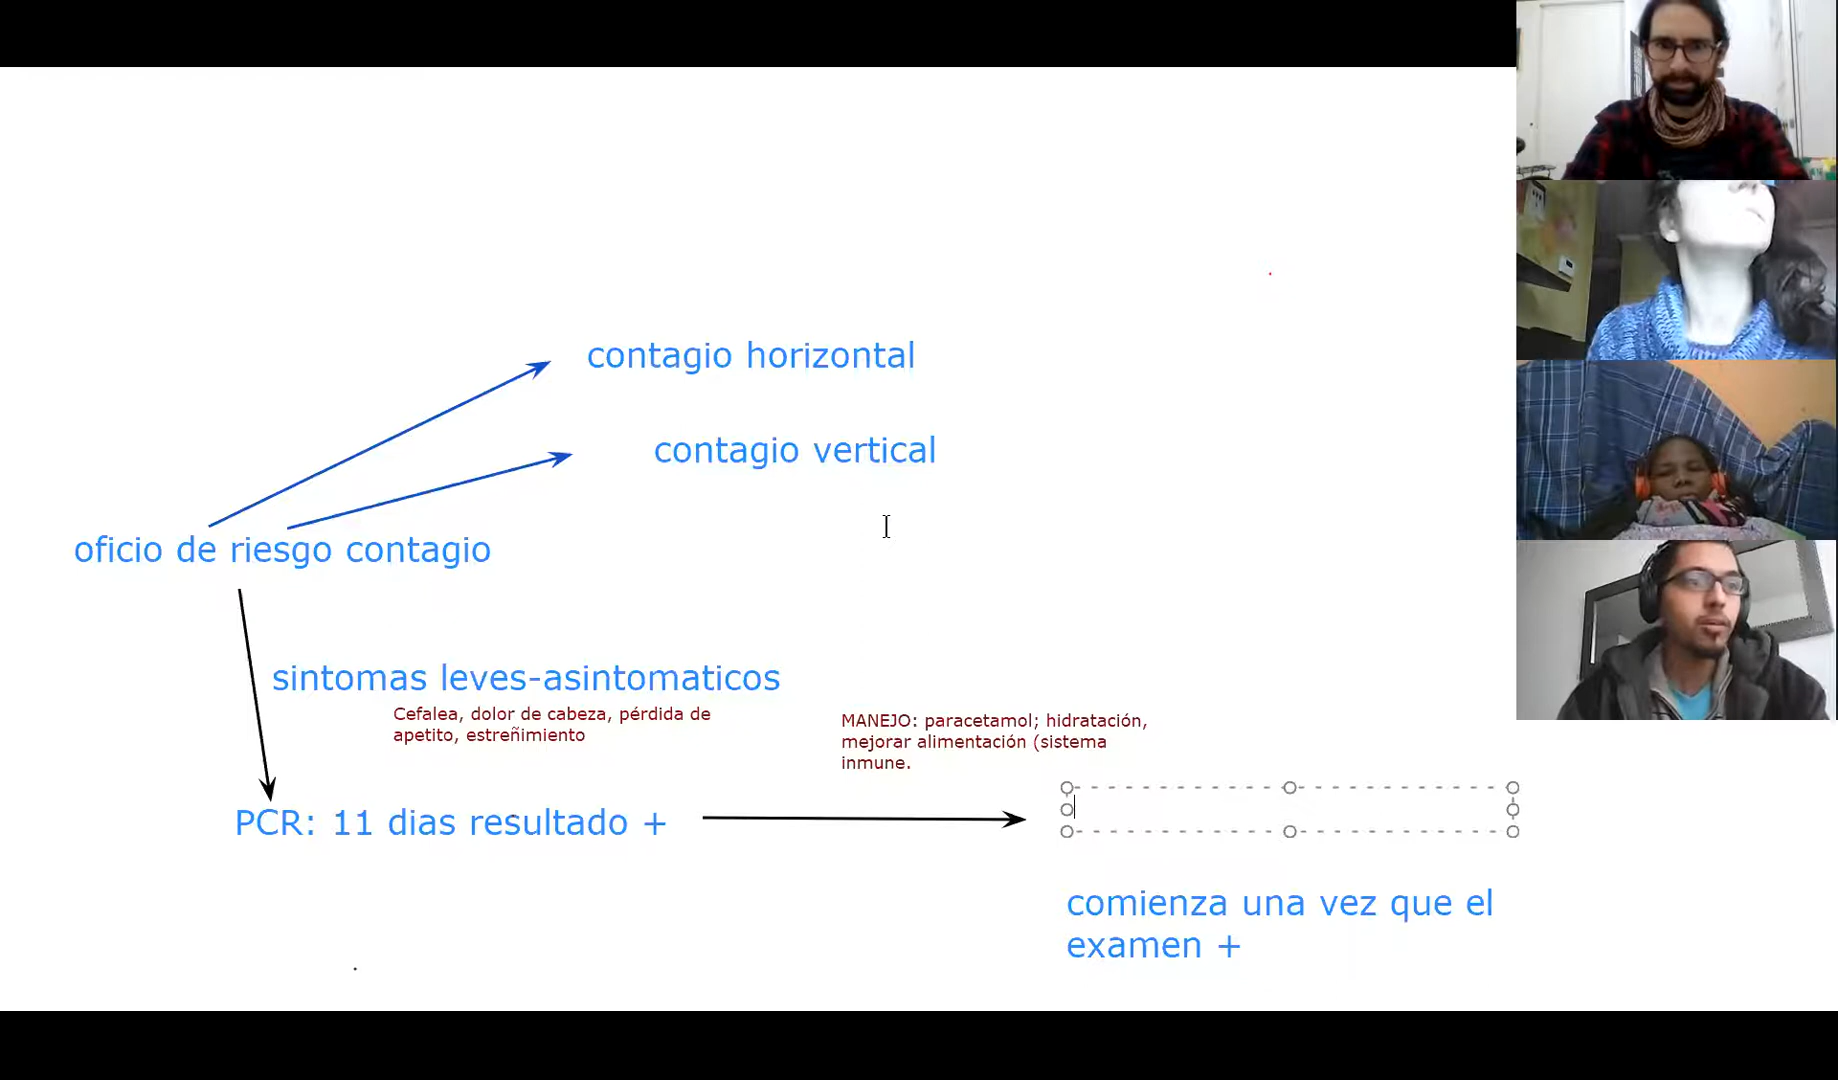 contagio horizontal
contagio vertical
oficio de riesgo contagio
sintomas leves-asintomaticos
Cefalea, dolor de cabeza, pérdida de
apetito, estreñimiento
MANEJO: paracetamol; hidratación,
mejorar alimentación (sistema
inmune.
PCR: 11 dias resultado +
comienza una vez que el
examen +